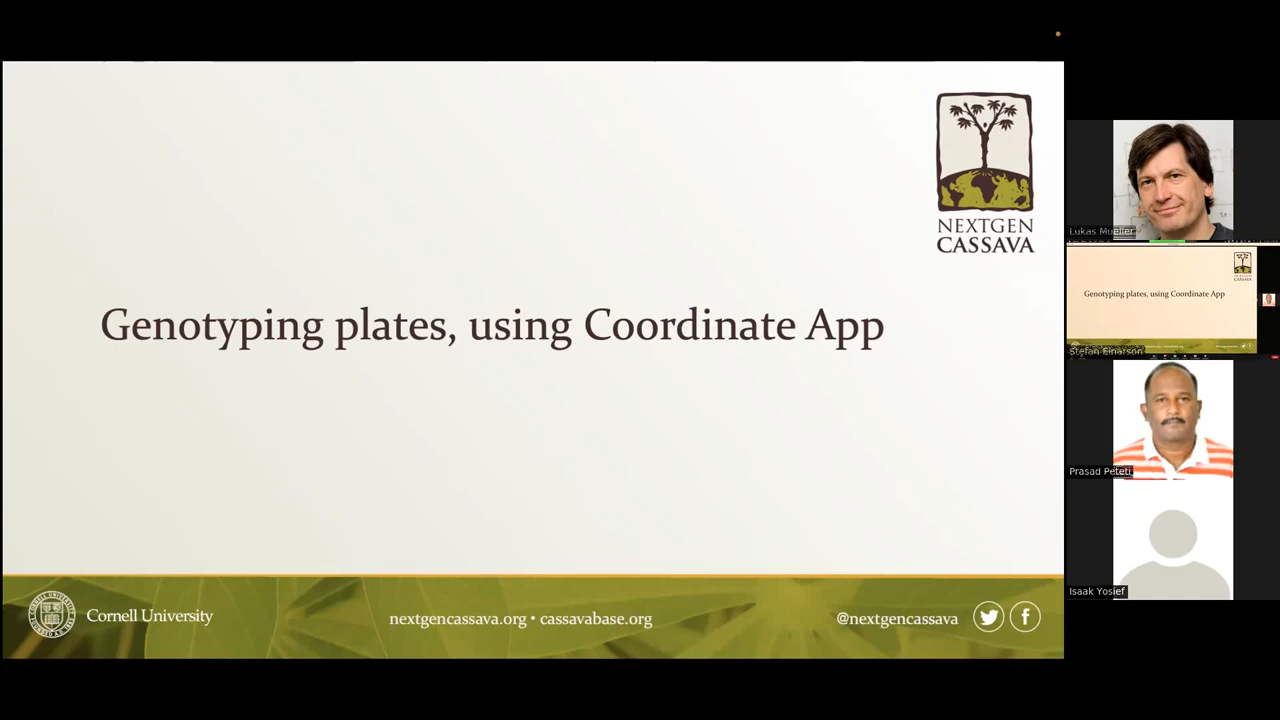 NEXTGEN
CASSAVA
Genotyping plates, using Coordinate App
Cornell University
nextgencassava.org • cassavabase.org
@nextgencassava
Lukas Mueller
Genotyping plates, using Coordinate App
Stefan Einarson
Prasad Peteti
Isaak Yosief